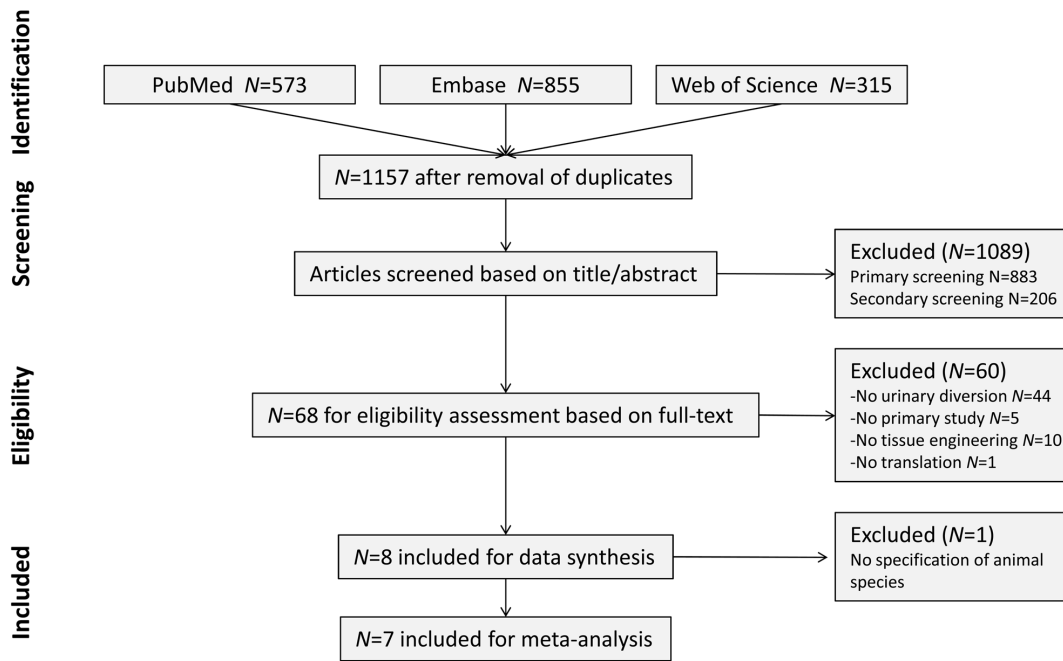 Identification
PubMed N=573
Embase N=855
Web of Science N=315
N=1157 after removal of duplicates
Screening
Articles screened based on title/abstract
Excluded (N=1089)
Primary screening N=883
Secondary screening N=206
Eligibility
N=68 for eligibility assessment based on full-text
Excluded (N=60)
-No urinary diversion N=44
-No primary study N=5
-No tissue engineering N=10
-No translation N=1
Included
N=8 included for data synthesis
Excluded (N=1)
No specification of animal
species
N=7 included for meta-analysis